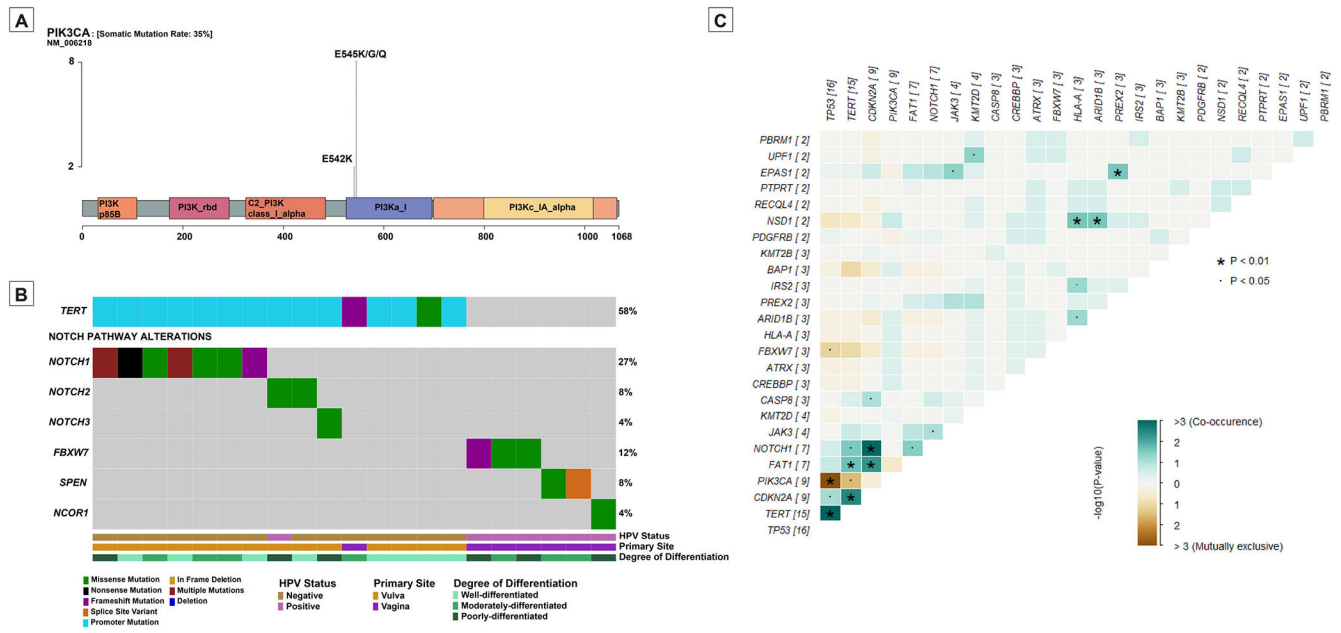 A
PIK3CA : [Somatic Mutation Rate: 35%]
NM_006218
E545K/G/Q
8
E542K
2
PI3K
p85B
PI3K_rbd
C2_PI3K
class_I_alpha
PI3Ka_I
PI3Kc_IA_alpha
0
200
400
600
800
1000
1068
B
TERT
58%
NOTCH PATHWAY ALTERATIONS
NOTCH1
27%
NOTCH2
8%
NOTCH3
4%
FBXW7
12%
SPEN
8%
NCOR1
4%
HPV Status
Primary Site
Degree of Differentiation
Missense Mutation
Nonsense Mutation
Frameshift Mutation
Splice Site Variant
Promoter Mutation
In Frame Deletion
Multiple Mutations
Deletion
HPV Status
Negative
Positive
Primary Site
Vulva
Vagina
Degree of Differentiation
Well-differentiated
Moderately-differentiated
Poorly-differentiated
C
TP53 [16]
TERT [15]
CDKN2A [ 9]
PIK3CA [ 9]
FAT1 [ 7]
NOTCH1 [ 7]
JAK3 [ 4]
KMT2D [ 4]
CASP8 [ 3]
CREBBP [ 3]
ATRX [ 3]
FBXW7 [ 3]
HLA-A [ 3]
ARID1B [ 3]
PREX2 [ 3]
IRS2 [ 3]
BAP1 [ 3]
KMT2B [ 3]
PDGFRB [ 2]
NSD1 [ 2]
RECQL4 [ 2]
PTPRT [ 2]
EPAS1 [ 2]
UPF1 [ 2]
PBRM1 [ 2]
PBRM1 [ 2]
UPF1 [ 2]
EPAS1 [ 2]
PTPRT [ 2]
RECQL4 [ 2]
NSD1 [ 2]
PDGFRB [ 2]
KMT2B [ 3]
BAP1 [ 3]
IRS2 [ 3]
PREX2 [ 3]
ARID1B [ 3]
HLA-A [ 3]
FBXW7 [ 3]
ATRX [ 3]
CREBBP [ 3]
CASP8 [ 3]
KMT2D [ 4]
JAK3 [ 4]
NOTCH1 [ 7]
FAT1 [ 7]
PIK3CA [ 9]
CDKN2A [ 9]
TERT [15]
TP53 [16]
* P < 0.01
· P < 0.05
-log10(P-value)
>3 (Co-occurence)
2
1
0
1
2
> 3 (Mutually exclusive)